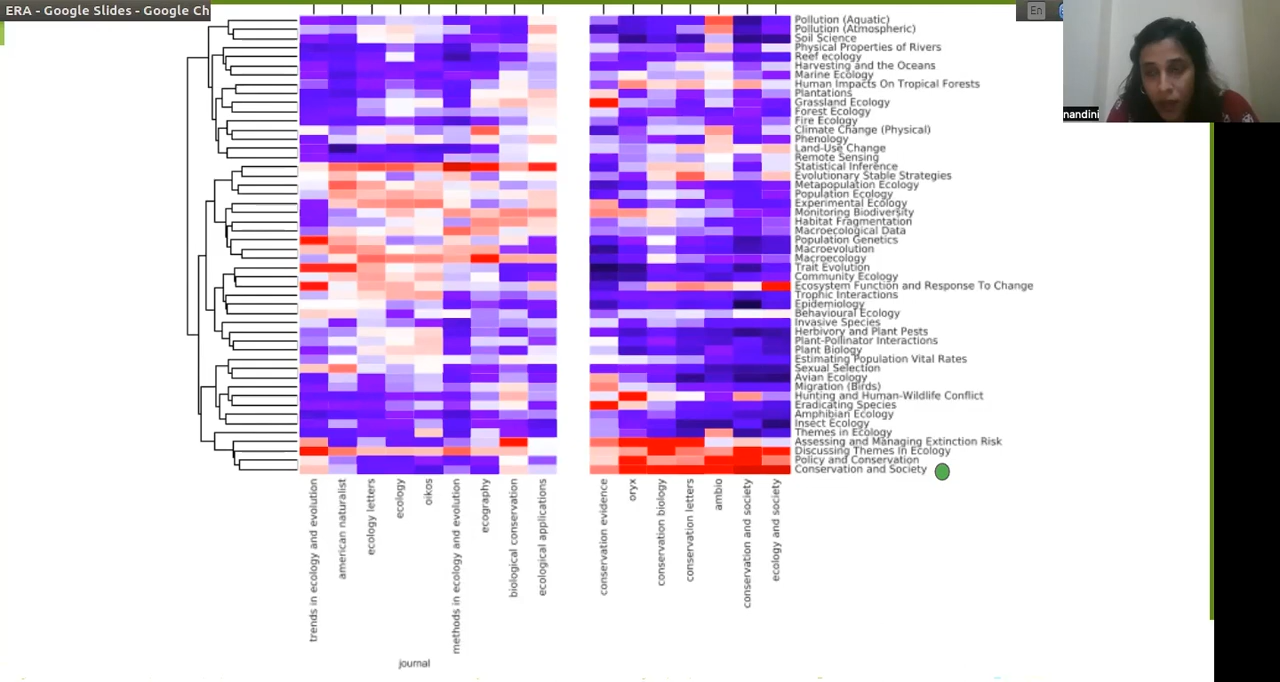 ERA - Google Slides - Google Ch
En
nandini
Pollution (Aquatic)
Pollution (Atmospheric)
Soil Science
Physical Properties of Rivers
Reef ecology
Harvesting and the Oceans
Marine Ecology
Human Impacts On Tropical Forests
Plantations
Grassland Ecology
Forest Ecology
Fire Ecology
Climate Change (Physical)
Phenology
Land-Use Change
Remote Sensing
Statistical Inference
Evolutionary Stable Strategies
Metapopulation Ecology
Population Ecology
Experimental Ecology
Monitoring Biodiversity
Habitat Fragmentation
Macroecological Data
Population Genetics
Macroevolution
Macroecology
Trait Evolution
Community Ecology
Ecosystem Function and Response To Change
Trophic Interactions
Epidemiology
Behavioural Ecology
Invasive Species
Herbivory and Plant Pests
Plant-Pollinator Interactions
Plant Biology
Estimating Population Vital Rates
Sexual Selection
Avian Ecology
Migration (Birds)
Hunting and Human-Wildlife Conflict
Eradicating Species
Amphibian Ecology
Insect Ecology
Themes in Ecology
Assessing and Managing Extinction Risk
Discussing Themes in Ecology
Policy and Conservation
Conservation and Society
trends in ecology and evolution
american naturalist
ecology letters
ecology
oikos
methods in ecology and evolution
ecography
biological conservation
ecological applications
conservation evidence
oryx
conservation biology
conservation letters
ambio
conservation and society
ecology and society
journal